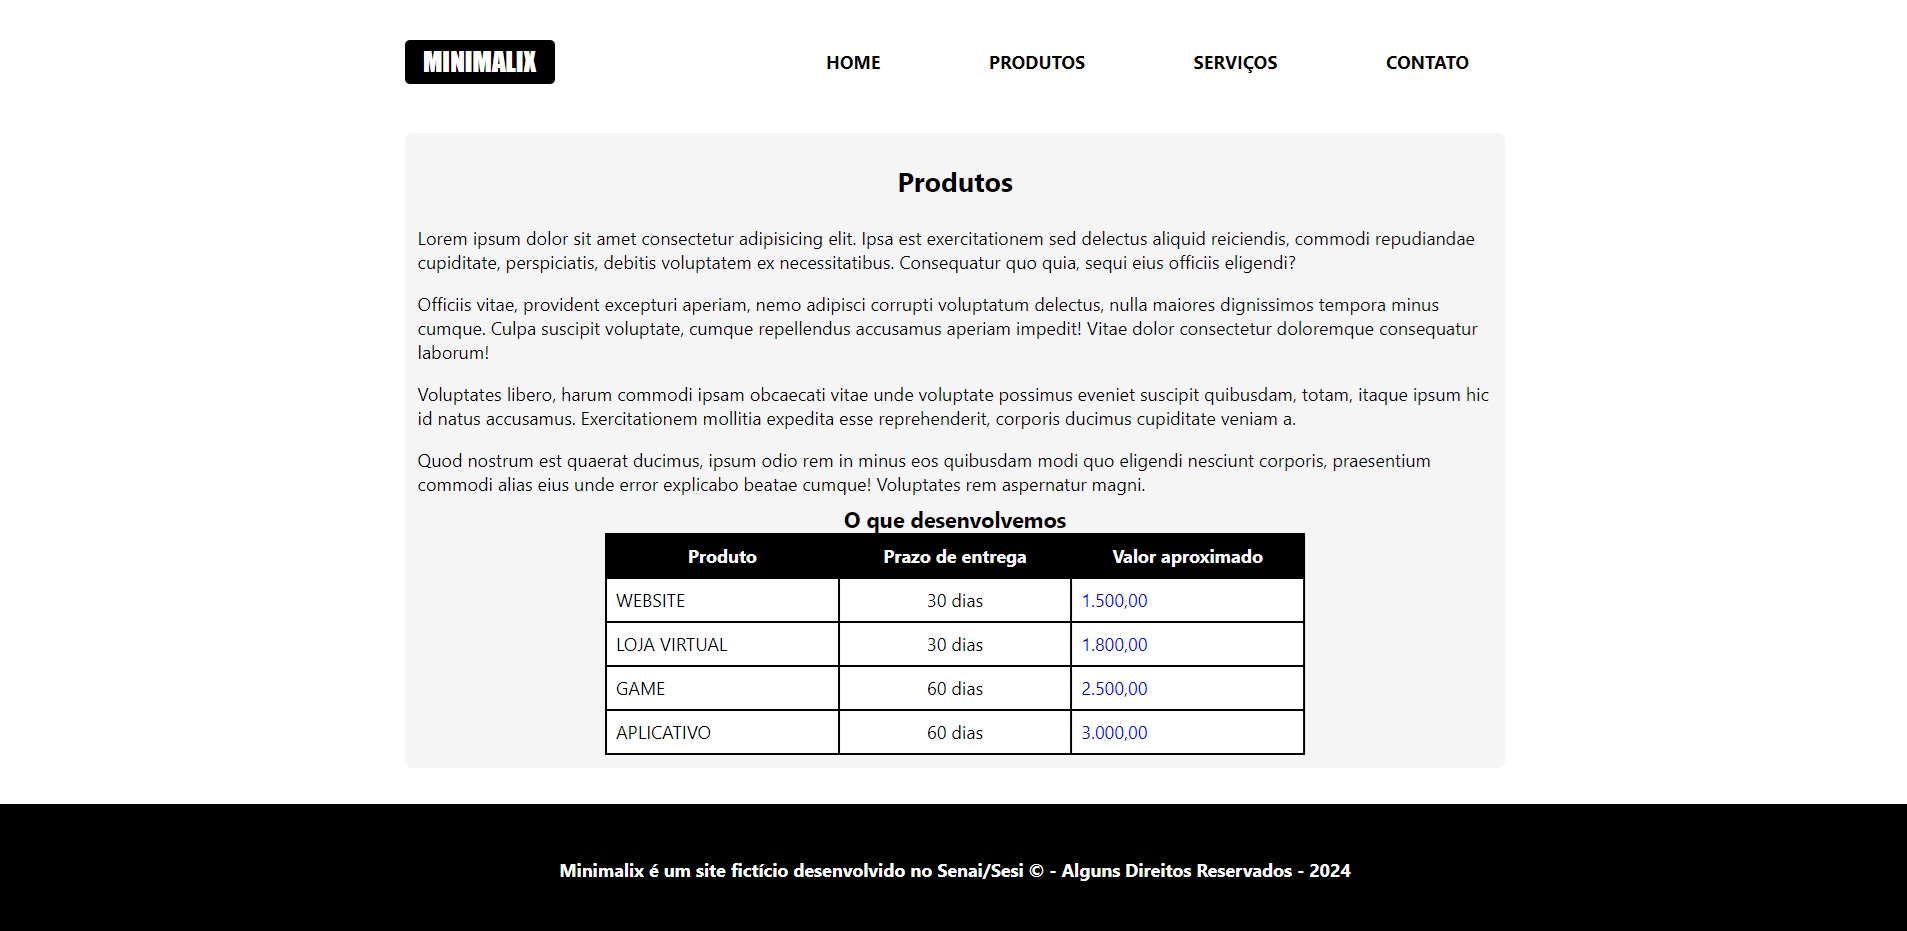 MINIMALIX
HOME PRODUTOS SERVIÇOS CONTATO
Produtos
Lorem ipsum dolor sit amet consectetur adipisicing elit. Ipsa est exercitationem sed delectus aliquid reiciendis, commodi repudiandae
cupiditate, perspiciatis, debitis voluptatem ex necessitatibus. Consequatur quo quia, sequi eius officiis eligendi?
Officiis vitae, provident excepturi aperiam, nemo adipisci corrupti voluptatum delectus, nulla maiores dignissimos tempora minus
cumque. Culpa suscipit voluptate, cumque repellendus accusamus aperiam impedit! Vitae dolor consectetur doloremque consequatur
laborum!
Voluptates libero, harum commodi ipsam obcaecati vitae unde voluptate possimus eveniet suscipit quibusdam, totam, itaque ipsum hic
id natus accusamus. Exercitationem mollitia expedita esse reprehenderit, corporis ducimus cupiditate veniam a.
Quod nostrum est quaerat ducimus, ipsum odio rem in minus eos quibusdam modi quo eligendi nesciunt corporis, praesentium
commodi alias eius unde error explicabo beatae cumque! Voluptates rem aspernatur magni.
O que desenvolvemos
Produto Prazo de entrega Valor aproximado
WEBSITE 30 dias 1.500,00
LOJA VIRTUAL 30 dias 1.800,00
GAME 60 dias 2.500,00
APLICATIVO 60 dias 3.000,00
Minimalix é um site fictício desenvolvido no Senai/Sesi © - Alguns Direitos Reservados - 2024